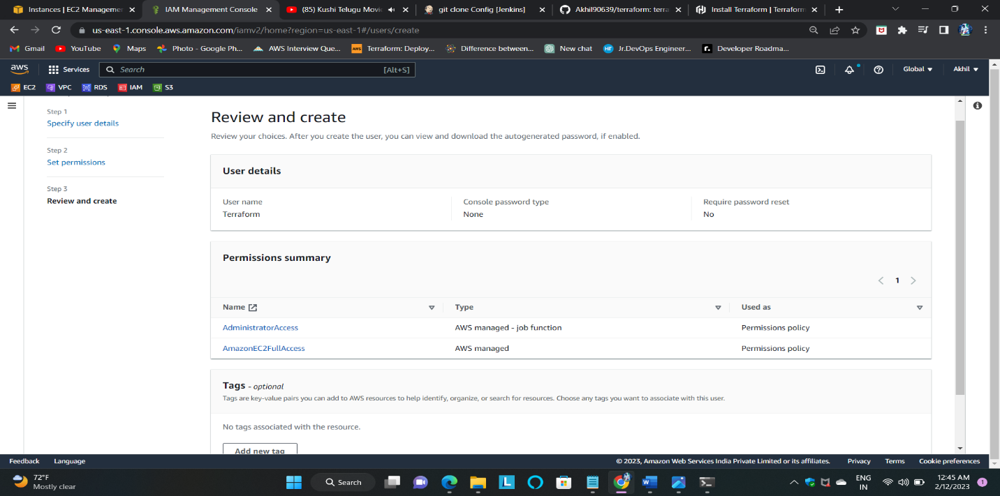 Instances | EC2 Manageme
IAM Management Console
(85) Kushi Telugu Movi
git clone Config [Jenkins]
Akhil90639/terraform: terra
Install Terraform | Terraform
us-east-1.console.aws.amazon.com/iamv2/home?region=us-east-1#/users/create
Gmail
YouTube
Maps
Photo - Google Ph...
AWS Interview Que...
Terraform: Deploy...
Difference between...
New chat
Jr.DevOps Engineer...
Developer Roadma...
aws
Services
Search
[Alt+S]
Global
Akhil
EC2
VPC
RDS
IAM
S3
Step 1
Specify user details
Step 2
Set permissions
Step 3
Review and create
Review and create
Review your choices. After you create the user, you can view and download the autogenerated password, if enabled.
User details
User name
Terraform
Console password type
None
Require password reset
No
Permissions summary
1
Name
Type
Used as
AdministratorAccess
AWS managed - job function
Permissions policy
AmazonEC2FullAccess
AWS managed
Permissions policy
Tags - optional
Tags are key-value pairs you can add to AWS resources to help identify, organize, or search for resources. Choose any tags you want to associate with this user.
No tags associated with the resource.
Add new tag
Feedback
Language
© 2023, Amazon Web Services India Private Limited or its affiliates.
Privacy
Terms
Cookie preferences
72°F
Mostly clear
Search
ENG
IN
12:45 AM
2/12/2023
1